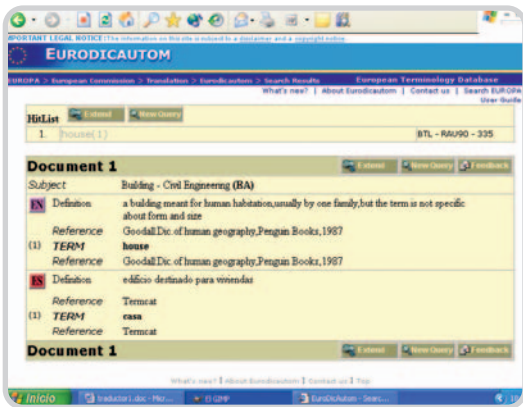 IMPORTANT LEGAL NOTICE: The information on this site is subject to a disclaimer and a copyright notice
EURODICAUTOM
EUROPA > European Commission > Translation > Eurodicautom > Search Results European Terminology Database
What's new? | About Eurodicautom | Contact us | Search EUROPA
User Guide
HitList Extend New Query
1. house(1) BTL - RAU90 - 335
Document 1 Extend New Query Feedback
Subject Building - Civil Engineering (BA)
EN Definition a building meant for human habitation,usually by one family,but the term is not specific
about form and size
Reference Goodall:Dic.of human geography,Penguin Books,1987
(1) TERM house
Reference Goodall:Dic.of human geography,Penguin Books,1987
ES Definition edificio destinado para viviendas
Reference Termcat
(1) TERM casa
Reference Termcat
Document 1 Extend New Query Feedback
What's new? | About Eurodicautom | Contact us | Top
Inicio traductor1.doc - Mic... El GIMP EuroDicAutom - Sear...